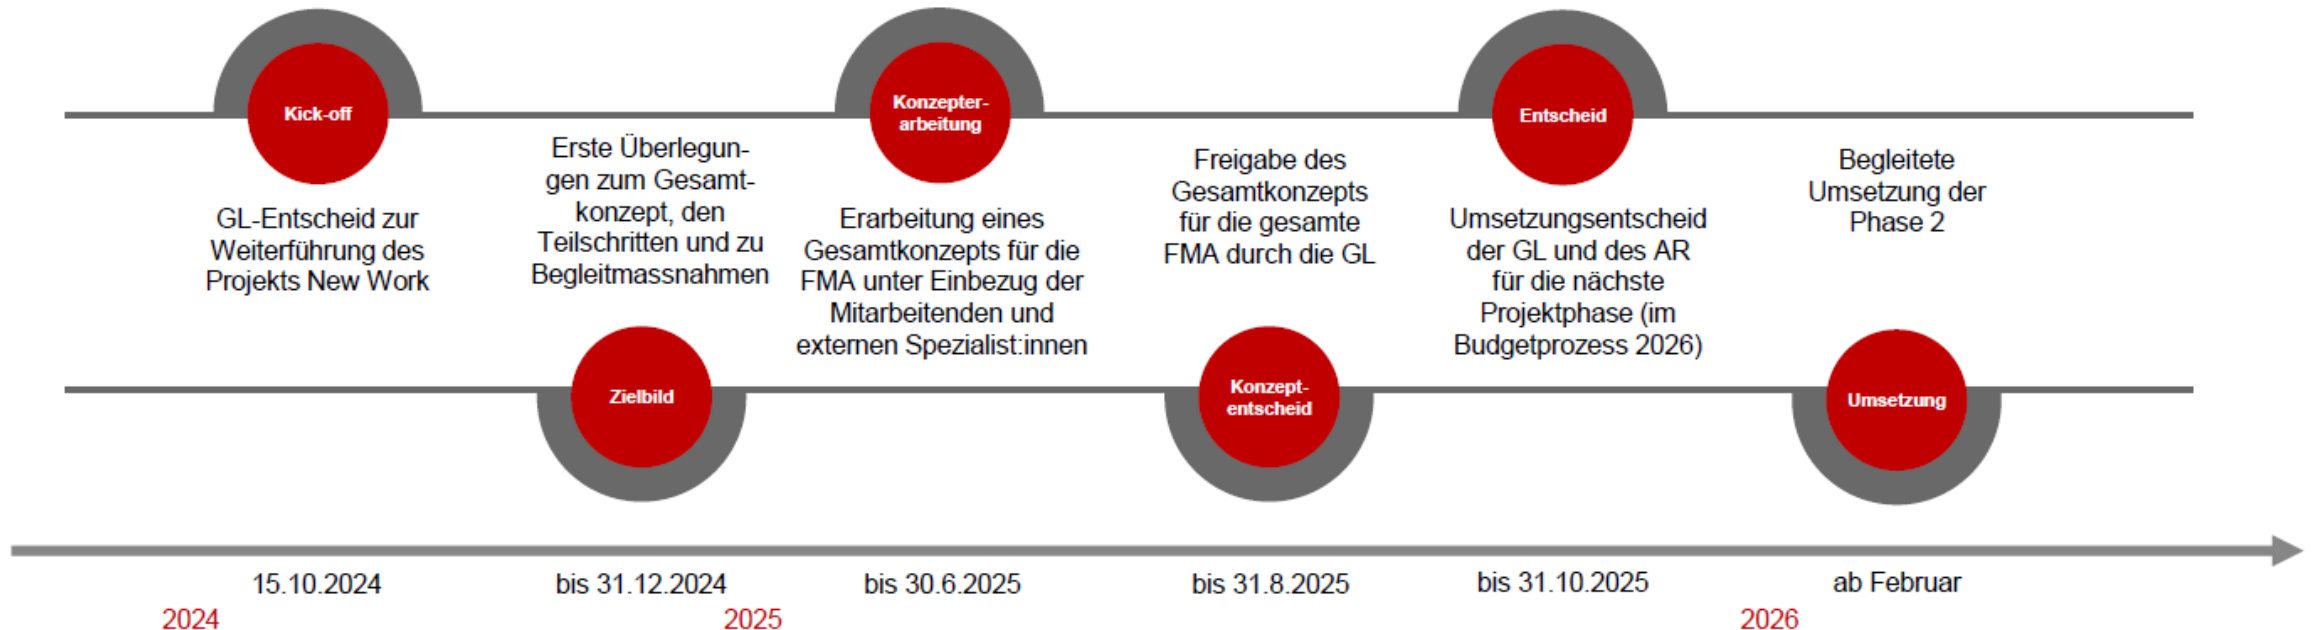 Kick-off
GL-Entscheid zur
Weiterführung des
Projekts New Work
Erste Überlegun-
gen zum Gesamt-
konzept, den
Teilschritten und zu
Begleitmassnahmen
Zielbild
Konzepter-
arbeitung
Erarbeitung eines
Gesamtkonzepts für die
FMA unter Einbezug der
Mitarbeitenden und
externen Spezialist:innen
Freigabe des
Gesamtkonzepts
für die gesamte
FMA durch die GL
Konzept-
entscheid
Entscheid
Umsetzungsentscheid
der GL und des AR
für die nächste
Projektphase (im
Budgetprozess 2026)
Begleitete
Umsetzung der
Phase 2
Umsetzung
15.10.2024
bis 31.12.2024
bis 30.6.2025
bis 31.8.2025
bis 31.10.2025
ab Februar
2024
2025
2026